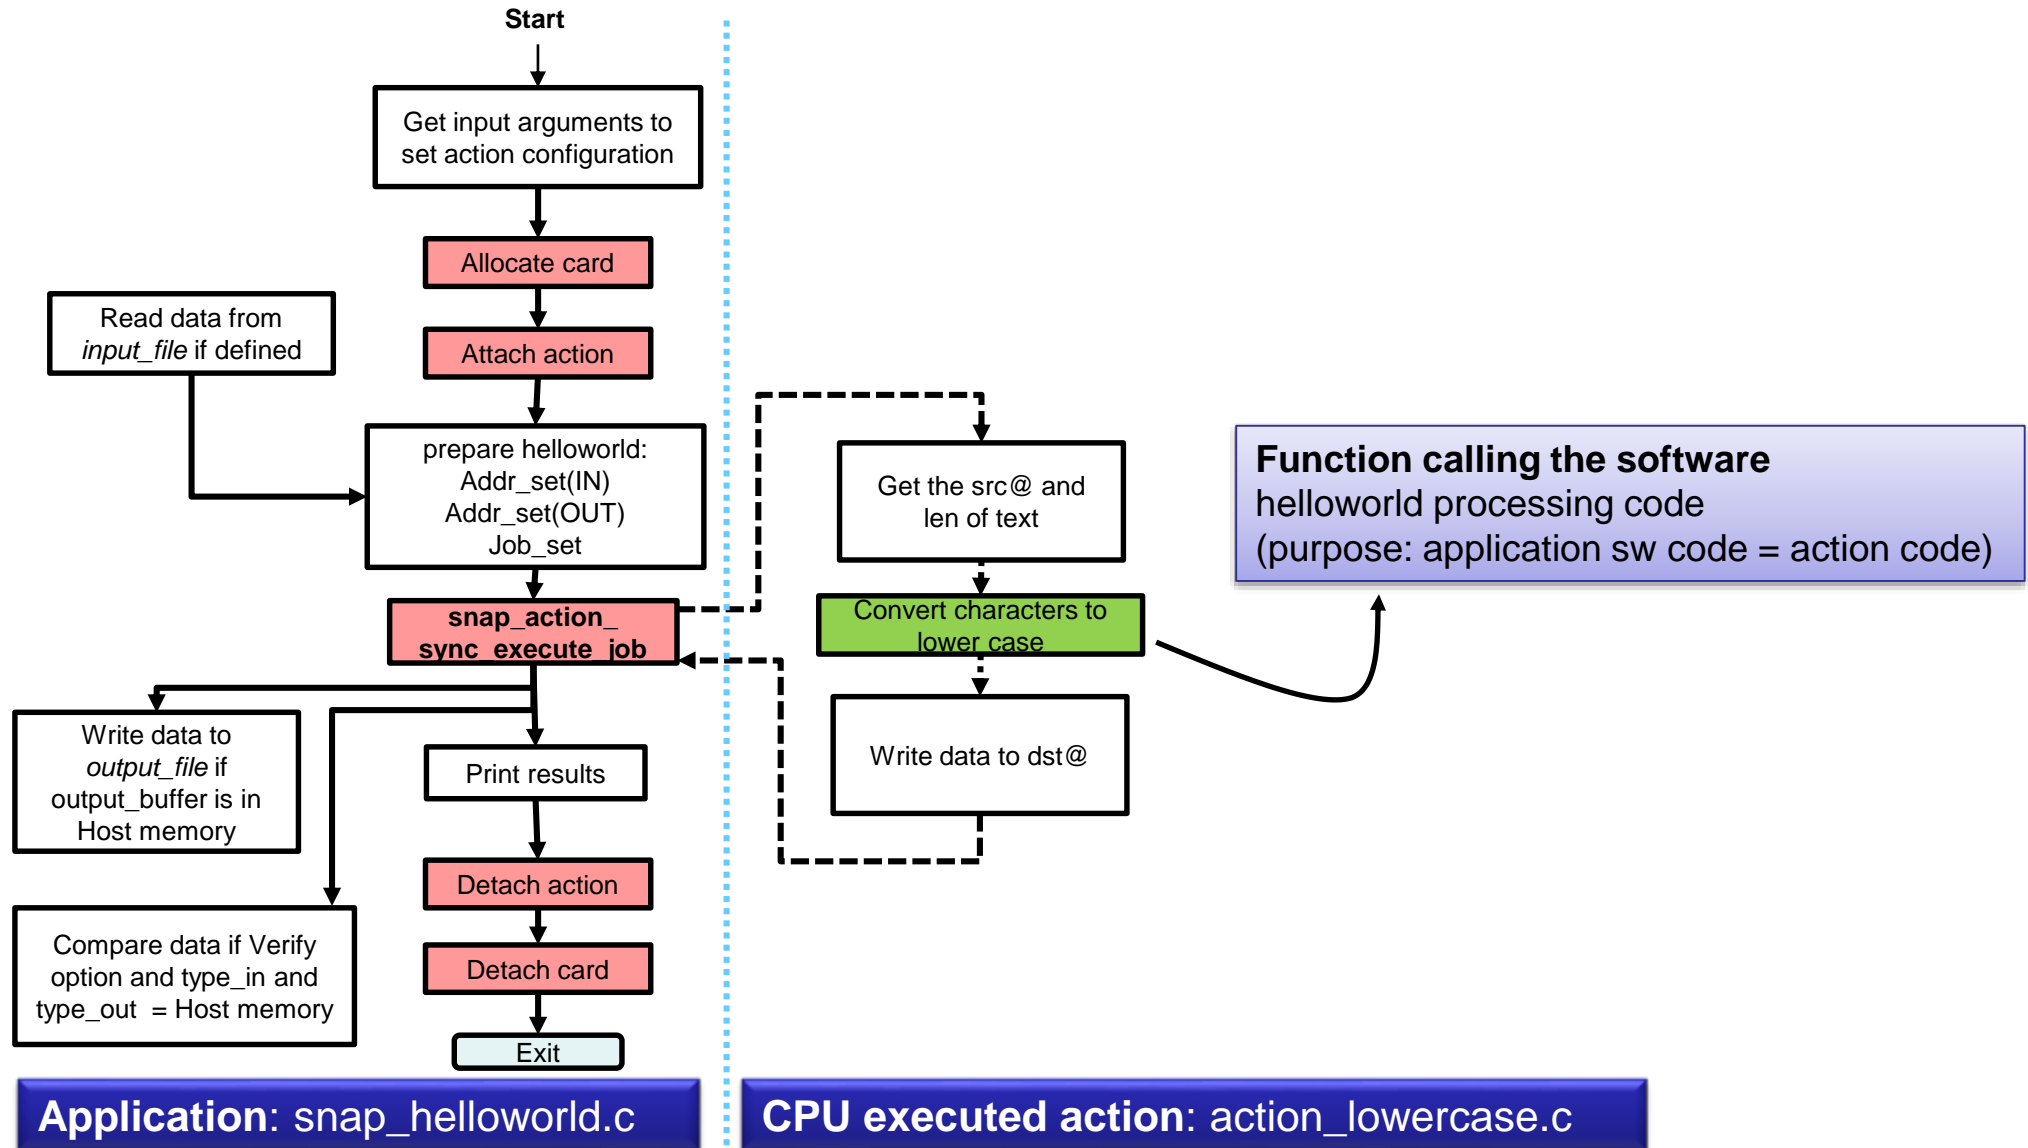 Start
Get input arguments to
set action configuration
Allocate card
Read data from
input_file if defined
Attach action
prepare helloworld:
Addr_set(IN)
Addr_set(OUT)
Job_set
snap_action_
sync_execute_job
Write data to
output_file if
output_buffer is in
Host memory
Print results
Detach action
Compare data if Verify
option and type_in and
type_out = Host memory
Detach card
Exit
Application: snap_helloworld.c
Get the src@ and
len of text
Convert characters to
lower case
Write data to dst@
Function calling the software
helloworld processing code
(purpose: application sw code = action code)
CPU executed action: action_lowercase.c